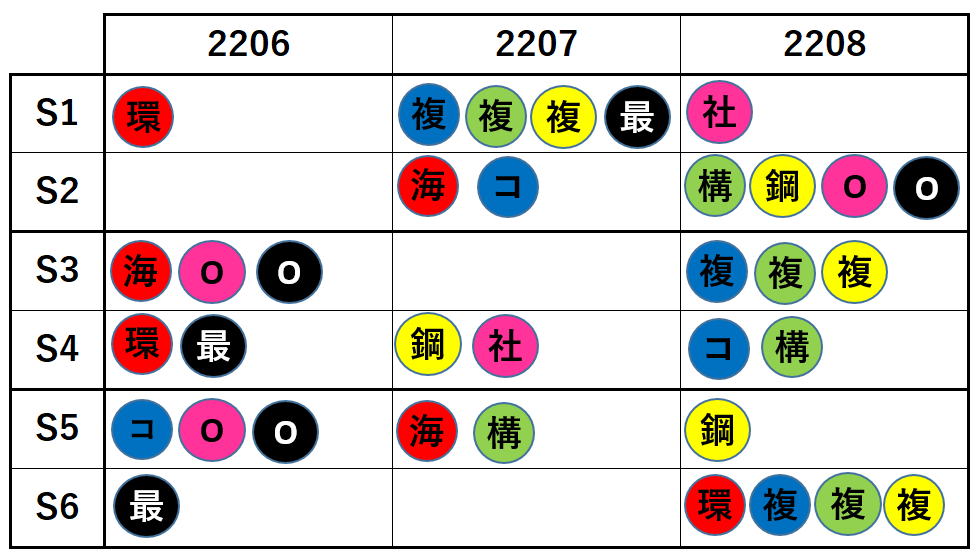 2206 2207 2208
S1 環 複 複 複 最 社
S2 海 コ 構 鋼 O O
S3 海 O O 複 複 複
S4 環 最 鋼 社 コ 構
S5 コ O O 海 構 鋼
S6 最 環 複 複 複